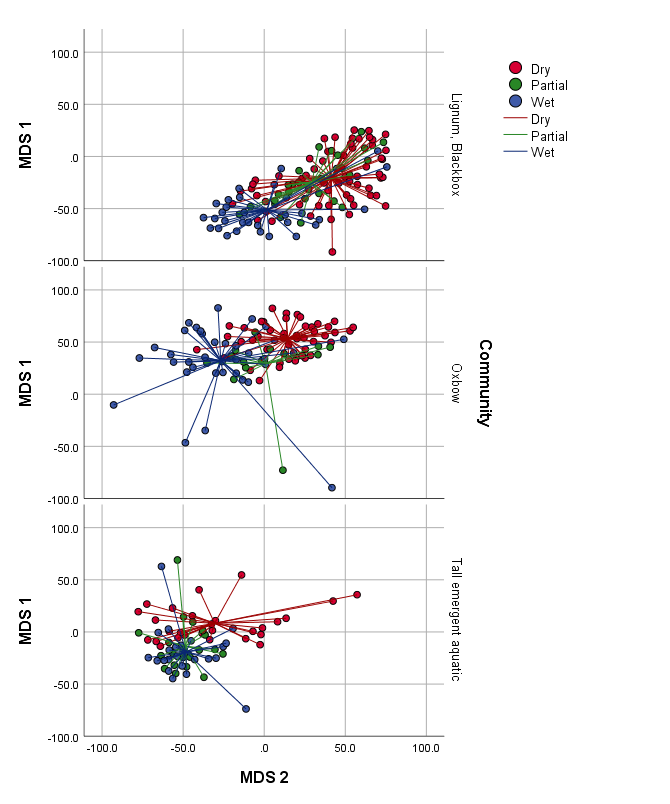 100.0
50.0
.0
-50.0
-100.0
MDS 1
Lignum, Blackbox
100.0
50.0
.0
-50.0
-100.0
MDS 1
Oxbow
100.0
50.0
.0
-50.0
-100.0
MDS 1
Tall emergent aquatic
Community
-100.0 -50.0 .0 50.0 100.0
MDS 2
Dry
Partial
Wet
Dry
Partial
Wet